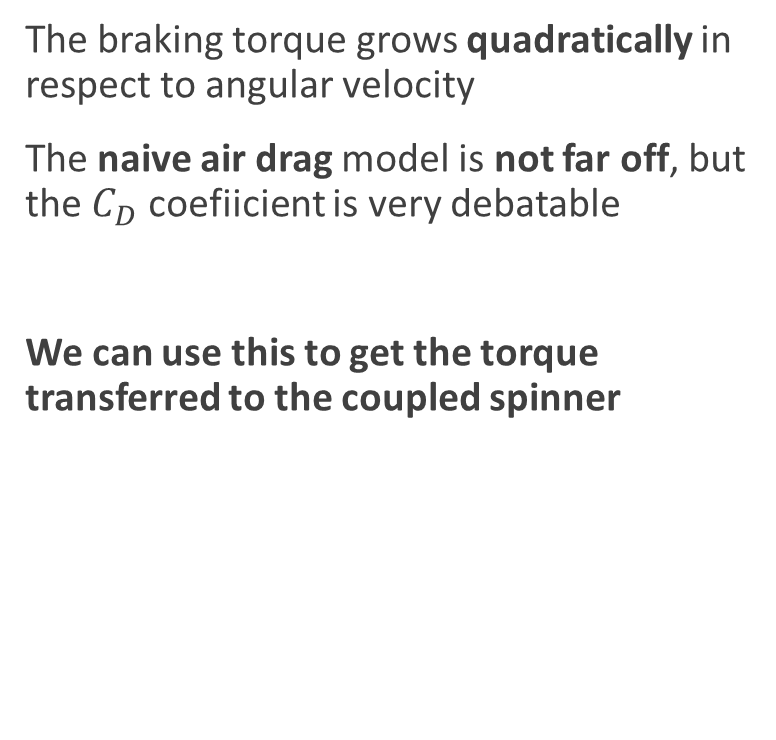 The braking torque grows quadratically in
respect to angular velocity
The naive air drag model is not far off, but
the C_D coefiicient is very debatable
We can use this to get the torque
transferred to the coupled spinner